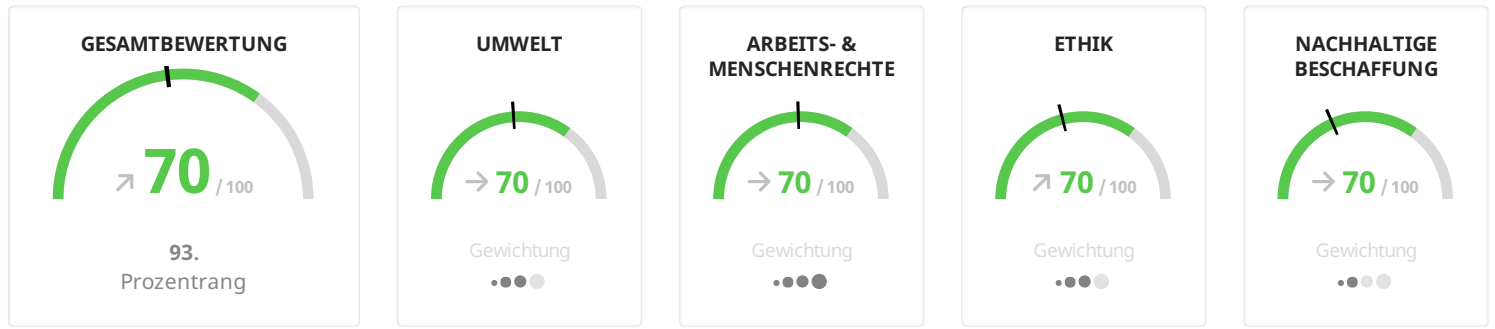 GESAMTBEWERTUNG
70 / 100
93.
Prozentrang
UMWELT
70 / 100
Gewichtung
ARBEITS- &
MENSCHENRECHTE
70 / 100
Gewichtung
ETHIK
70 / 100
Gewichtung
NACHHALTIGE
BESCHAFFUNG
70 / 100
Gewichtung